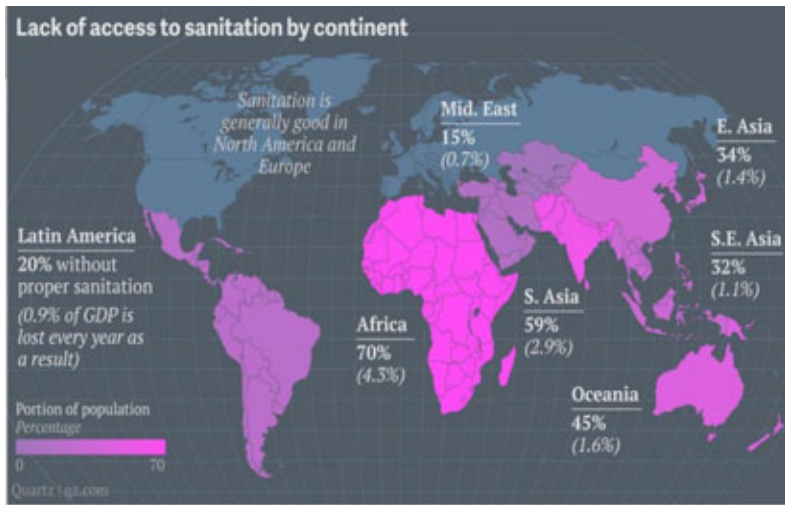 Lack of access to sanitation by continent
Sanitation is
generally good in
North America and
Europe
Mid. East
15%
(0.7%)
E. Asia
34%
(1.4%)
Latin America
20% without
proper sanitation
(0.9% of GDP is
lost every year as
a result)
S.E. Asia
32%
(1.1%)
S. Asia
59%
(2.9%)
Africa
70%
(4.3%)
Oceania
45%
(1.6%)
Portion of population
Percentage
0 70
Quartz | qz.com